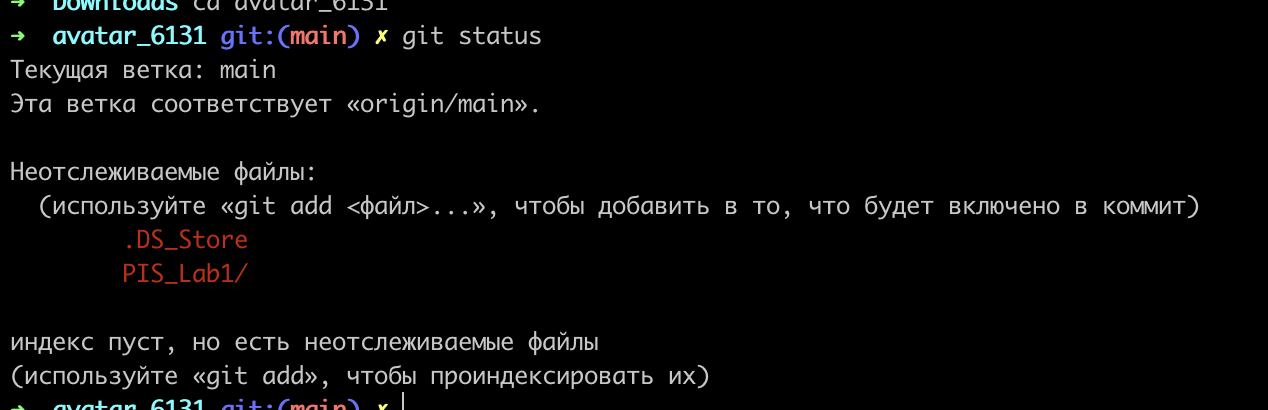 ➜  Downloads cd avatar_6131
➜  avatar_6131 git:(main) ✗ git status
Текущая ветка: main
Эта ветка соответствует «origin/main».
Неотслеживаемые файлы:
  (используйте «git add <файл>...», чтобы добавить в то, что будет включено в коммит)
        .DS_Store
        PIS_Lab1/
индекс пуст, но есть неотслеживаемые файлы
(используйте «git add», чтобы проиндексировать их)
➜  avatar_6131 git:(main) ✗